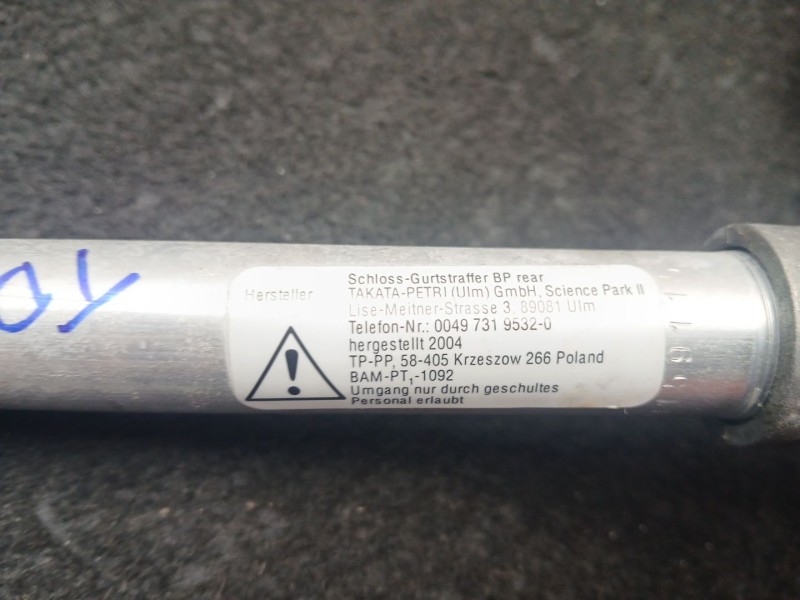 Schloss-Gurtstraffer BP rear
Hersteller
TAKATA-PETRI (Ulm) GmbH, Science Park II
Lise-Meitner-Strasse 3, 89081 Ulm
Telefon-Nr.: 0049 731 9532-0
hergestellt 2004
TP-PP, 58-405 Krzeszow 266 Poland
BAM-PT,-1092
Umgang nur durch geschultes
Personal erlaubt